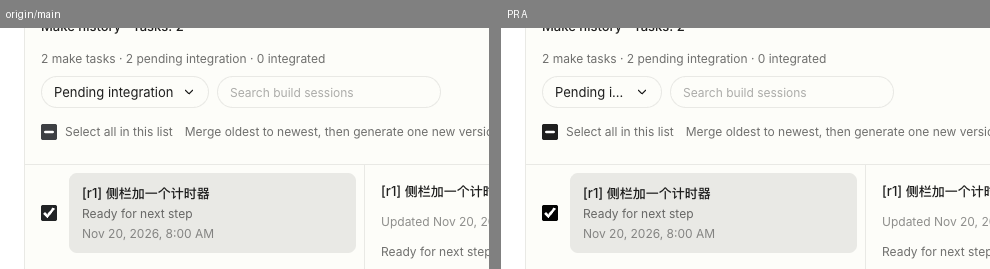 origin/main
Make history · Tasks: 2
2 make tasks · 2 pending integration · 0 integrated
Pending integration
Search build sessions
Select all in this list Merge oldest to newest, then generate one new versic
[r1] 侧栏加一个计时器
Ready for next step
Nov 20, 2026, 8:00 AM
[r1] 侧栏加一个计
Updated Nov 20, 2
Ready for next step
PR A
Make history · Tasks: 2
2 make tasks · 2 pending integration · 0 integrated
Pending i...
Search build sessions
Select all in this list Merge oldest to newest, then generate one new versic
[r1] 侧栏加一个计时器
Ready for next step
Nov 20, 2026, 8:00 AM
[r1] 侧栏加一个计
Updated Nov 20, 2
Ready for next step